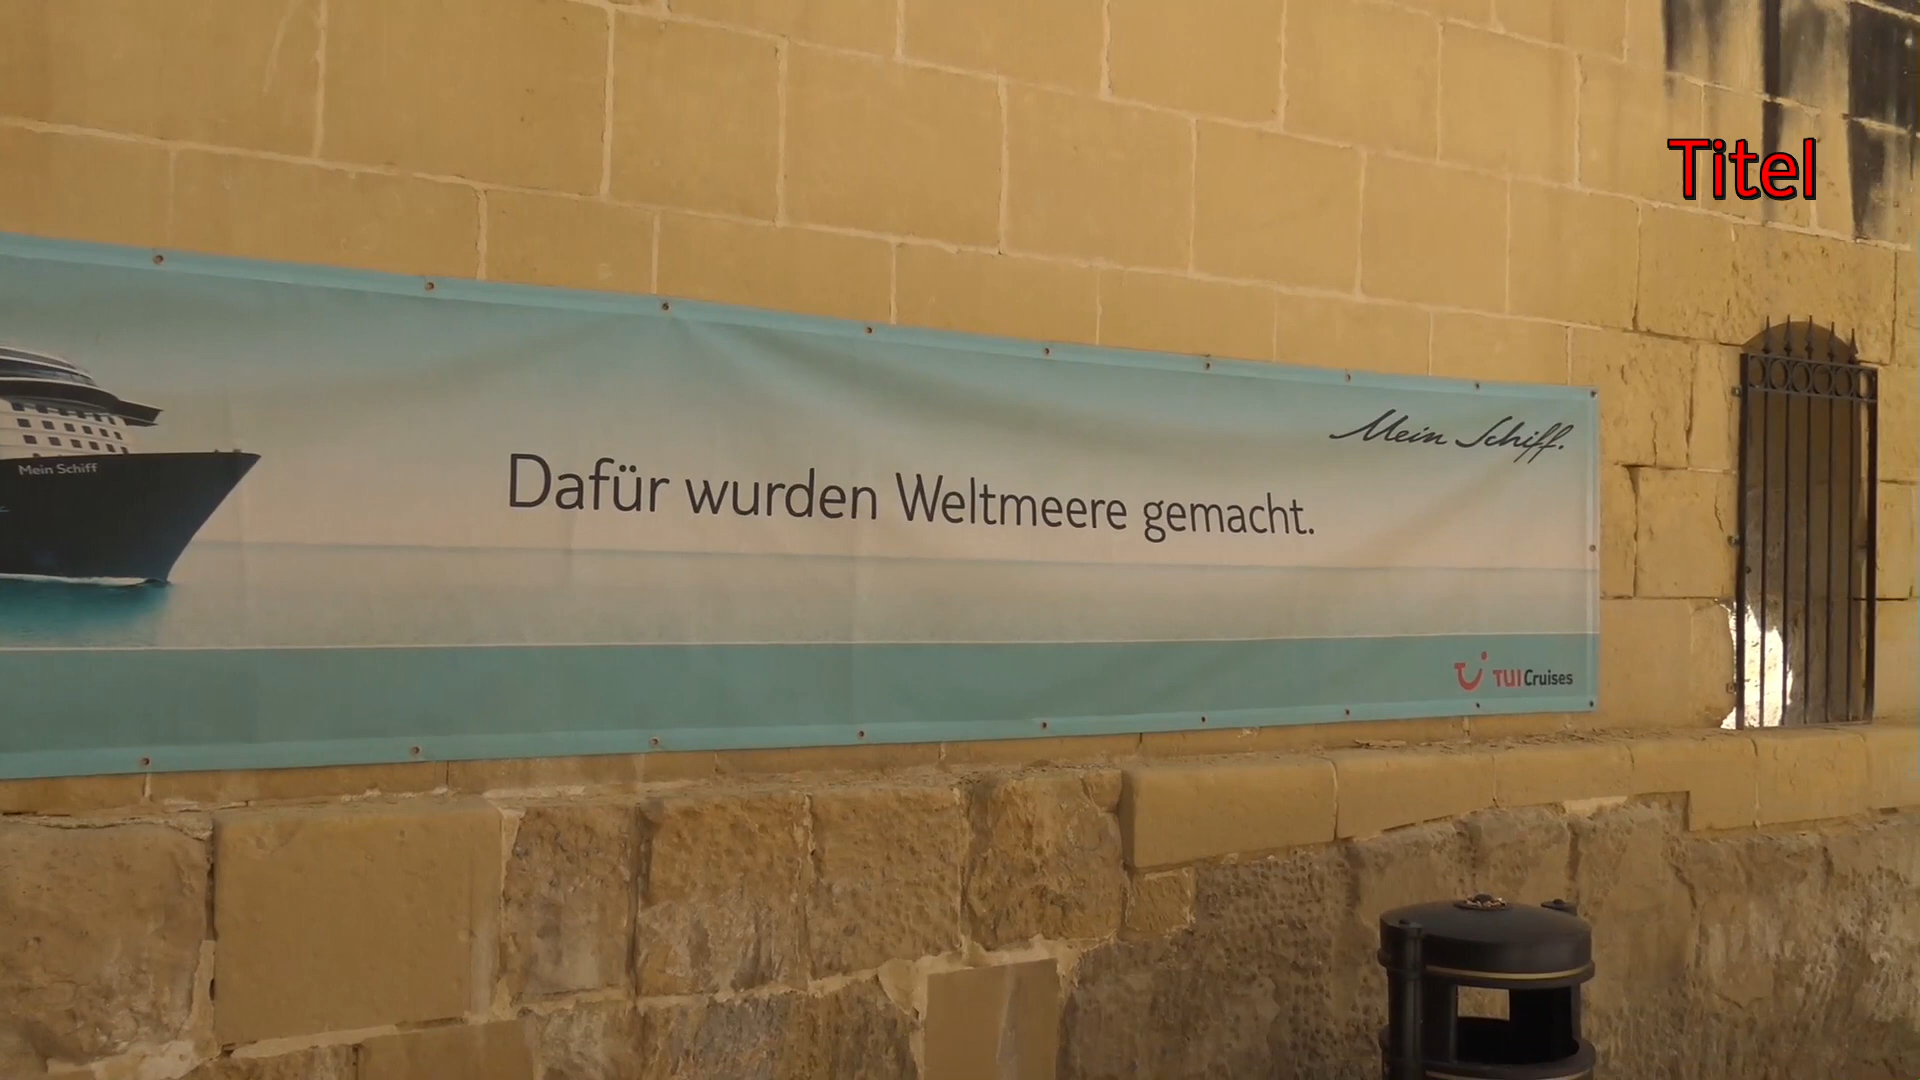 Titel
Mein Schiff.
Mein Schiff
Dafür wurden Weltmeere gemacht.
TUI Cruises